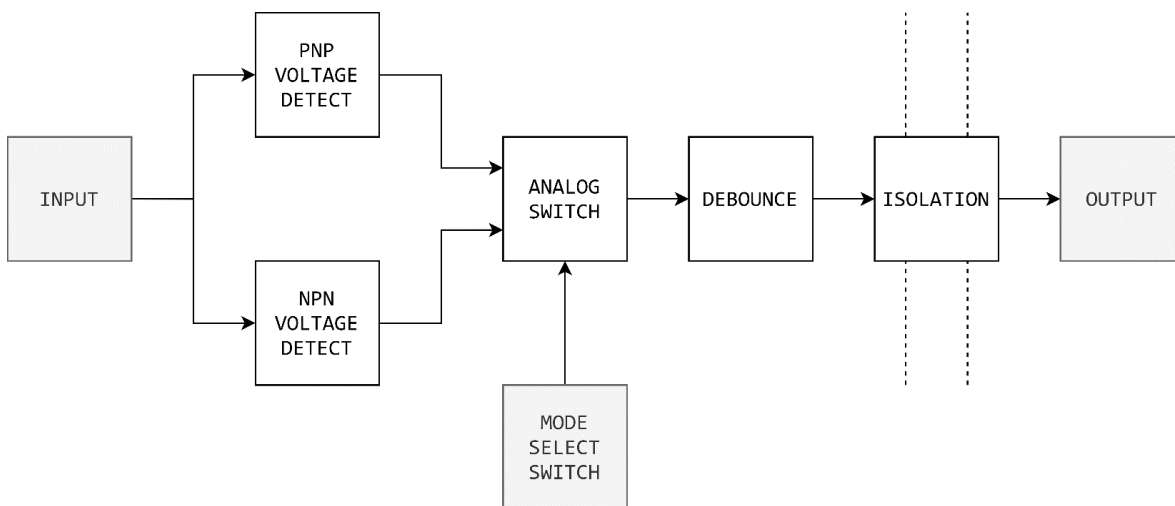 PNP
VOLTAGE
DETECT
INPUT
ANALOG
SWITCH
DEBOUNCE
ISOLATION
OUTPUT
NPN
VOLTAGE
DETECT
MODE
SELECT
SWITCH